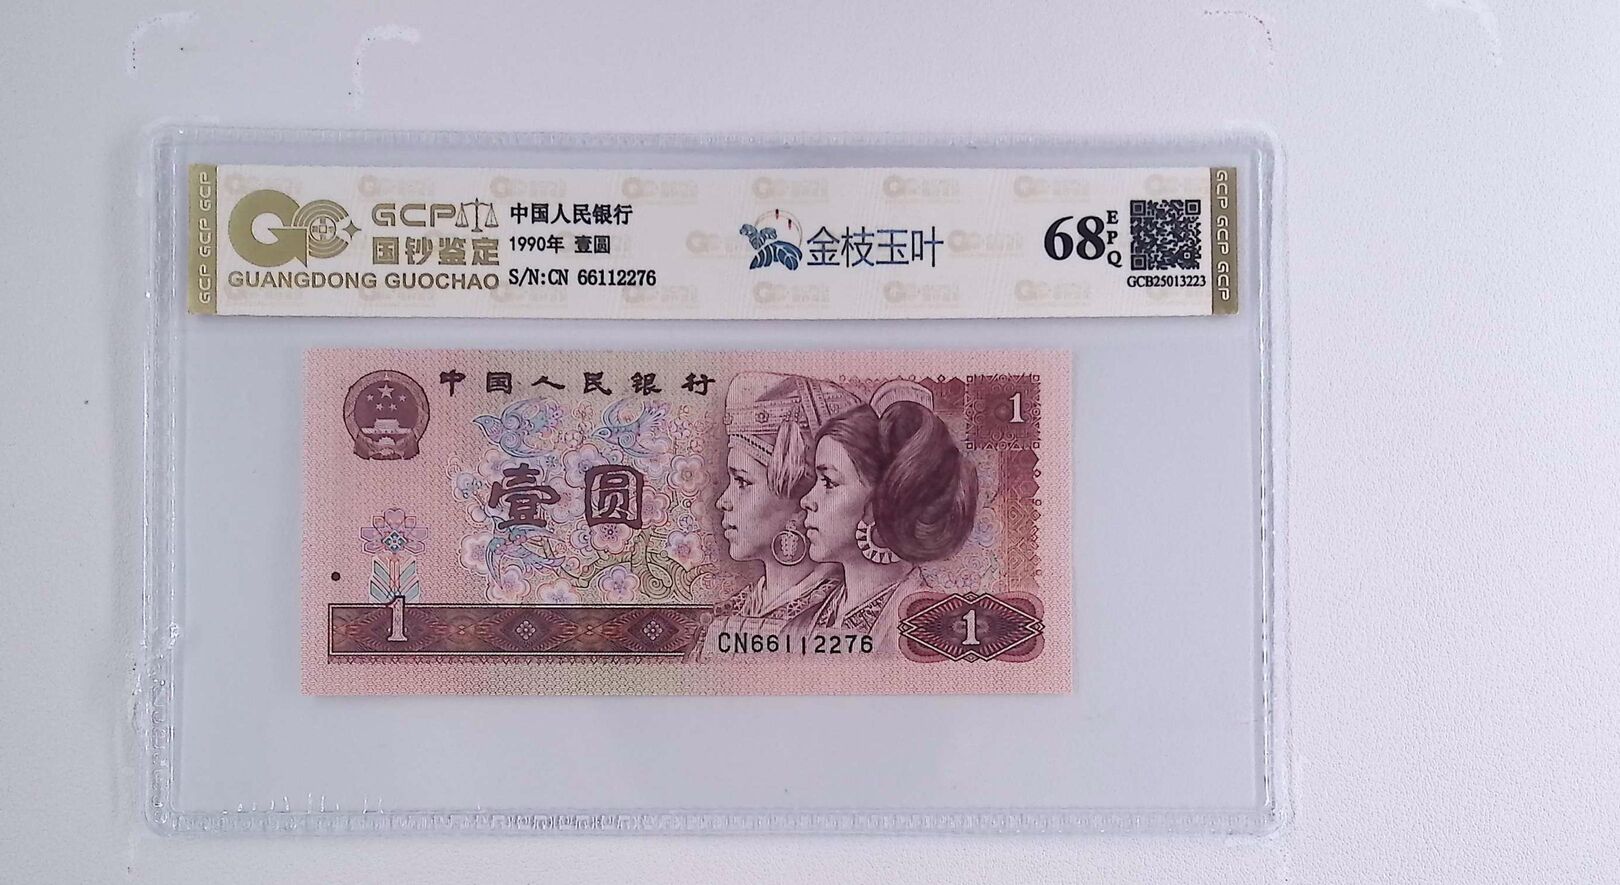 GCP GCP GCP
GCP
国钞鉴定
GUANGDONG GUOCHAO
中国人民银行
1990年 壹圆
S/N:CN 66112276
金枝玉叶
68 EPQ
GCB25013223
GCP GCP GCP
中国人民银行
1
壹圆
1
CN66112276
1